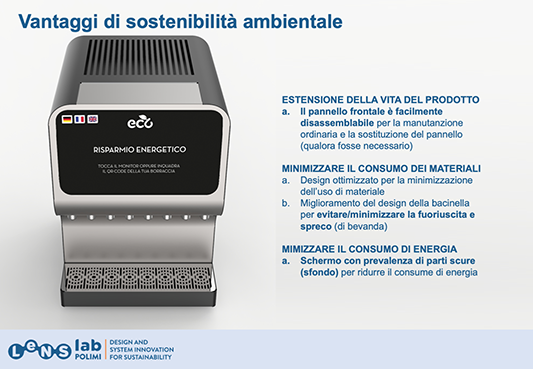 Vantaggi di sostenibilità ambientale
eco
RISPARMIO ENERGETICO
TOCCA IL MONITOR OPPURE INQUADRA
IL QR-CODE DELLA TUA BORRACCIA
ESTENSIONE DELLA VITA DEL PRODOTTO
a. Il pannello frontale è facilmente
disassemblabile per la manutanzione
ordinaria e la sostituzione del pannello
(qualora fosse necessario)
MINIMIZZARE IL CONSUMO DEI MATERIALI
a. Design ottimizzato per la minimizzazione
dell'uso di materiale
b. Miglioramento del design della bacinella
per evitare/minimizzare la fuoriuscita e
spreco (di bevanda)
MIMIZZARE IL CONSUMO DI ENERGIA
a. Schermo con prevalenza di parti scure
(sfondo) per ridurre il consume di energia
LeNS lab
POLIMI
DESIGN AND
SYSTEM INNOVATION
FOR SUSTAINABILITY